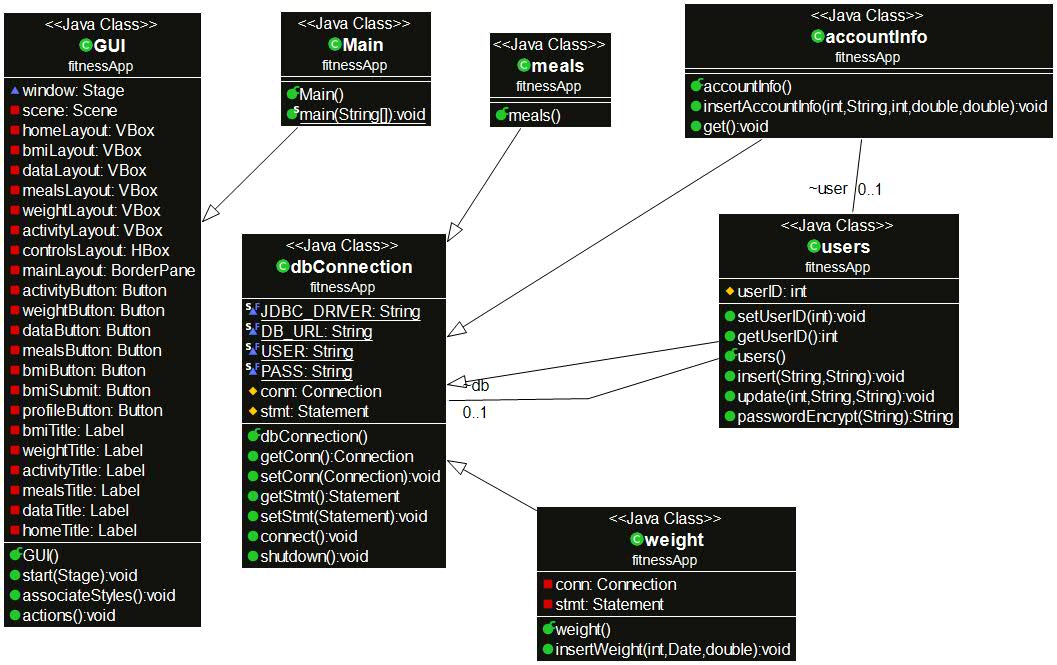 <<Java Class>>
GUI
fitnessApp
window: Stage
scene: Scene
homeLayout: VBox
bmiLayout: VBox
dataLayout: VBox
mealsLayout: VBox
weightLayout: VBox
activityLayout: VBox
controlsLayout: HBox
mainLayout: BorderPane
activityButton: Button
weightButton: Button
dataButton: Button
mealsButton: Button
bmiButton: Button
bmiSubmit: Button
profileButton: Button
bmiTitle: Label
weightTitle: Label
activityTitle: Label
mealsTitle: Label
dataTitle: Label
homeTitle: Label
GUI()
start(Stage):void
associateStyles():void
actions():void
<<Java Class>>
Main
fitnessApp
Main()
main(String[]):void
<<Java Class>>
meals
fitnessApp
meals()
<<Java Class>>
accountInfo
fitnessApp
accountInfo()
insertAccountInfo(int,String,int,double,double):void
get():void
~user 0..1
<<Java Class>>
dbConnection
fitnessApp
JDBC_DRIVER: String
DB_URL: String
USER: String
PASS: String
conn: Connection
stmt: Statement
dbConnection()
getConn():Connection
setConn(Connection):void
getStmt():Statement
setStmt(Statement):void
connect():void
shutdown():void
~db
0..1
<<Java Class>>
users
fitnessApp
userID: int
setUserID(int):void
getUserID():int
users()
insert(String,String):void
update(int,String,String):void
passwordEncrypt(String):String
<<Java Class>>
weight
fitnessApp
conn: Connection
stmt: Statement
weight()
insertWeight(int,Date,double):void